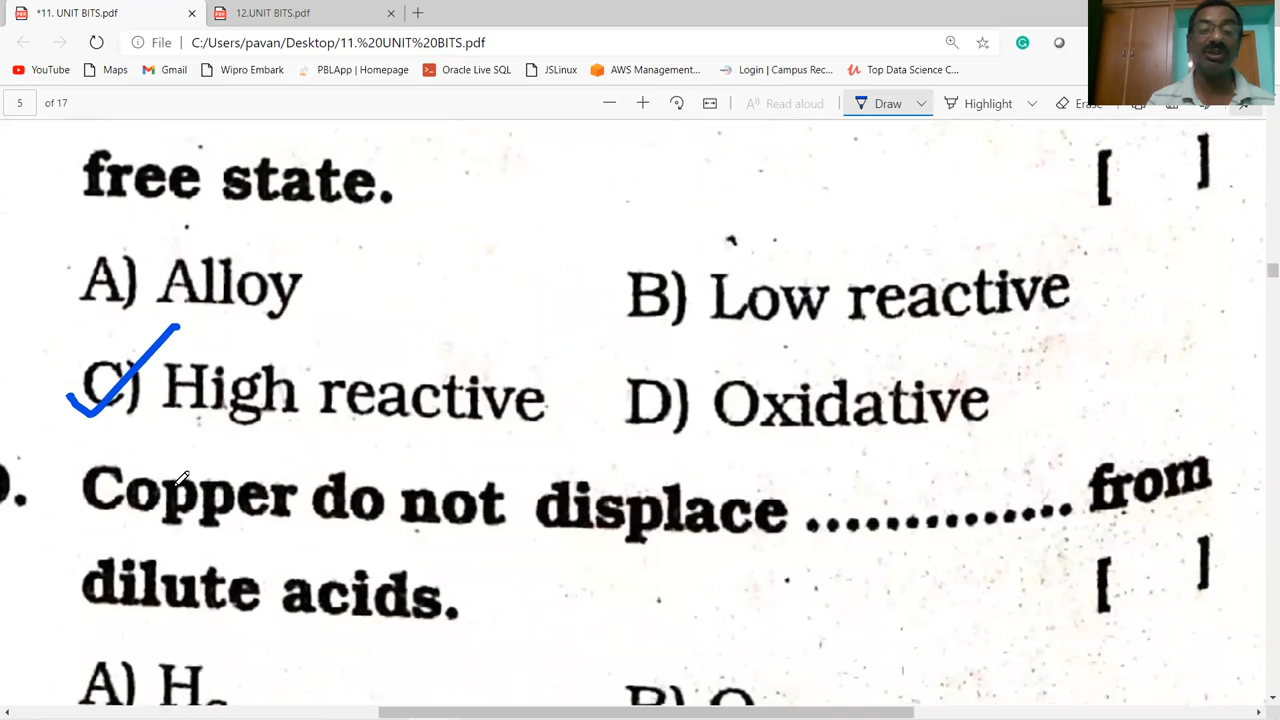 *11. UNIT BITS.pdf
12.UNIT BITS.pdf
File
C:/Users/pavan/Desktop/11.%20UNIT%20BITS.pdf
YouTube Maps Gmail Wipro Embark PBLApp | Homepage Oracle Live SQL JSLinux AWS Management... Login | Campus Rec... Top Data Science C...
5 of 17
Read aloud Draw Highlight
free state. [ ]
A) Alloy B) Low reactive
C) High reactive D) Oxidative
Copper do not displace .............. from
dilute acids. [ ]
A) H